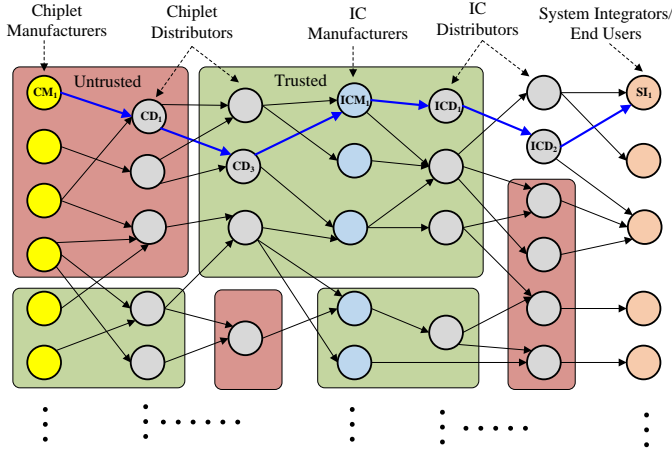 Chiplet
Manufacturers
Chiplet
Distributors
IC
Manufacturers
IC
Distributors
System Integrators/
End Users
Untrusted
Trusted
CM₁
CD₁
ICM₁
ICD₁
SI₁
CD₃
ICD₂